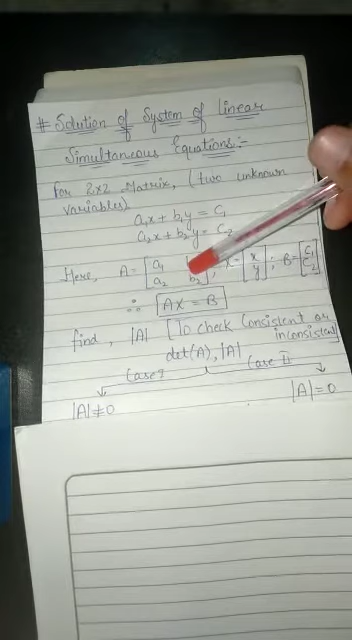 # Solution of System of Linear
Simultaneous Equations:-
For 2x2 Matrix, (two unknown
variables)
a₁x + b₁y = C₁
a₂x + b₂y = C₂
Here, A = [a₁ a₂ b₂], X = [x y]; B = [C₁ C₂]
∴ AX = B
find, |A| [To check Consistent or
inconsistent]
det(A), |A|
Case I Case II
|A| ≠ 0 |A| = 0